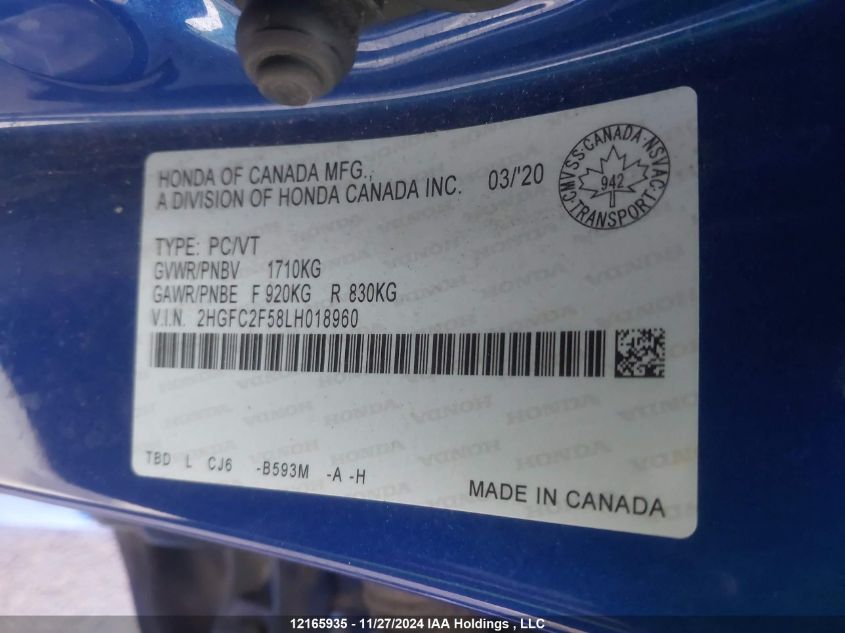 HONDA OF CANADA MFG.,
A DIVISION OF HONDA CANADA INC. 03/'20
CMVSS·CANADA·NSVAC
942
TRANSPORT
TYPE: PC/VT
GVWR/PNBV 1710KG
GAWR/PNBE F 920KG R 830KG
V.I.N. 2HGFC2F58LH018960
TBD L CJ6 -B593M -A -H
MADE IN CANADA
12165935 - 11/27/2024 IAA Holdings , LLC